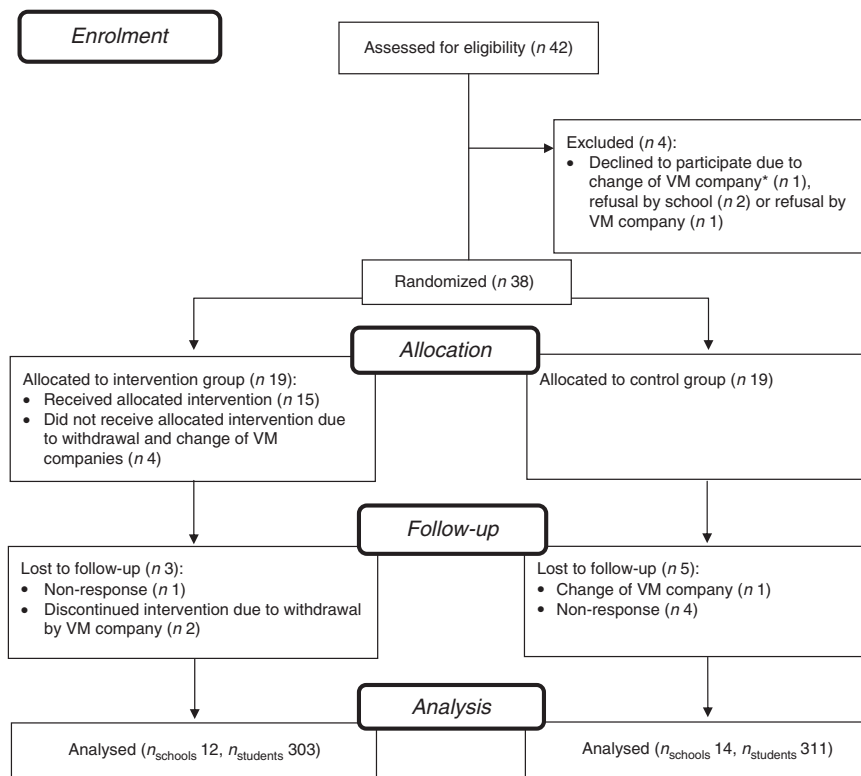 Enrolment
Assessed for eligibility (n 42)
Excluded (n 4):
• Declined to participate due to
change of VM company* (n 1),
refusal by school (n 2) or refusal by
VM company (n 1)
Randomized (n 38)
Allocation
Allocated to intervention group (n 19):
• Received allocated intervention (n 15)
• Did not receive allocated intervention due
to withdrawal and change of VM
companies (n 4)
Allocated to control group (n 19)
Follow-up
Lost to follow-up (n 3):
• Non-response (n 1)
• Discontinued intervention due to withdrawal
by VM company (n 2)
Lost to follow-up (n 5):
• Change of VM company (n 1)
• Non-response (n 4)
Analysis
Analysed (nschools 12, nstudents 303)
Analysed (nschools 14, nstudents 311)